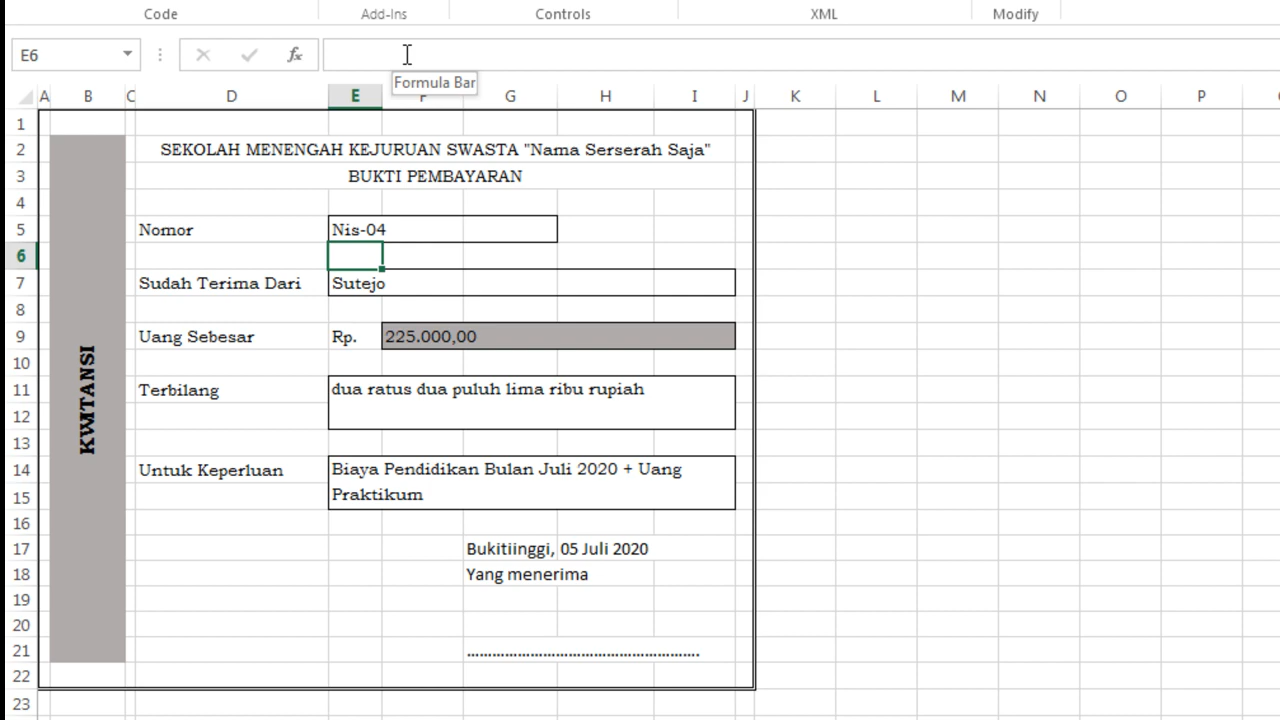 Code Add-Ins Controls XML Modify
E6 fx
Formula Bar
A B C D E F G H I J K L M N O P
1
2 SEKOLAH MENENGAH KEJURUAN SWASTA "Nama Serserah Saja"
3 BUKTI PEMBAYARAN
4
5 Nomor Nis-04
6
7 Sudah Terima Dari Sutejo
8
9 Uang Sebesar Rp. 225.000,00
10
KWITANSI
11 Terbilang dua ratus dua puluh lima ribu rupiah
12
13
14 Untuk Keperluan Biaya Pendidikan Bulan Juli 2020 + Uang
15 Praktikum
16
17 Bukitiinggi, 05 Juli 2020
18 Yang menerima
19
20
21 ........................................................
22
23